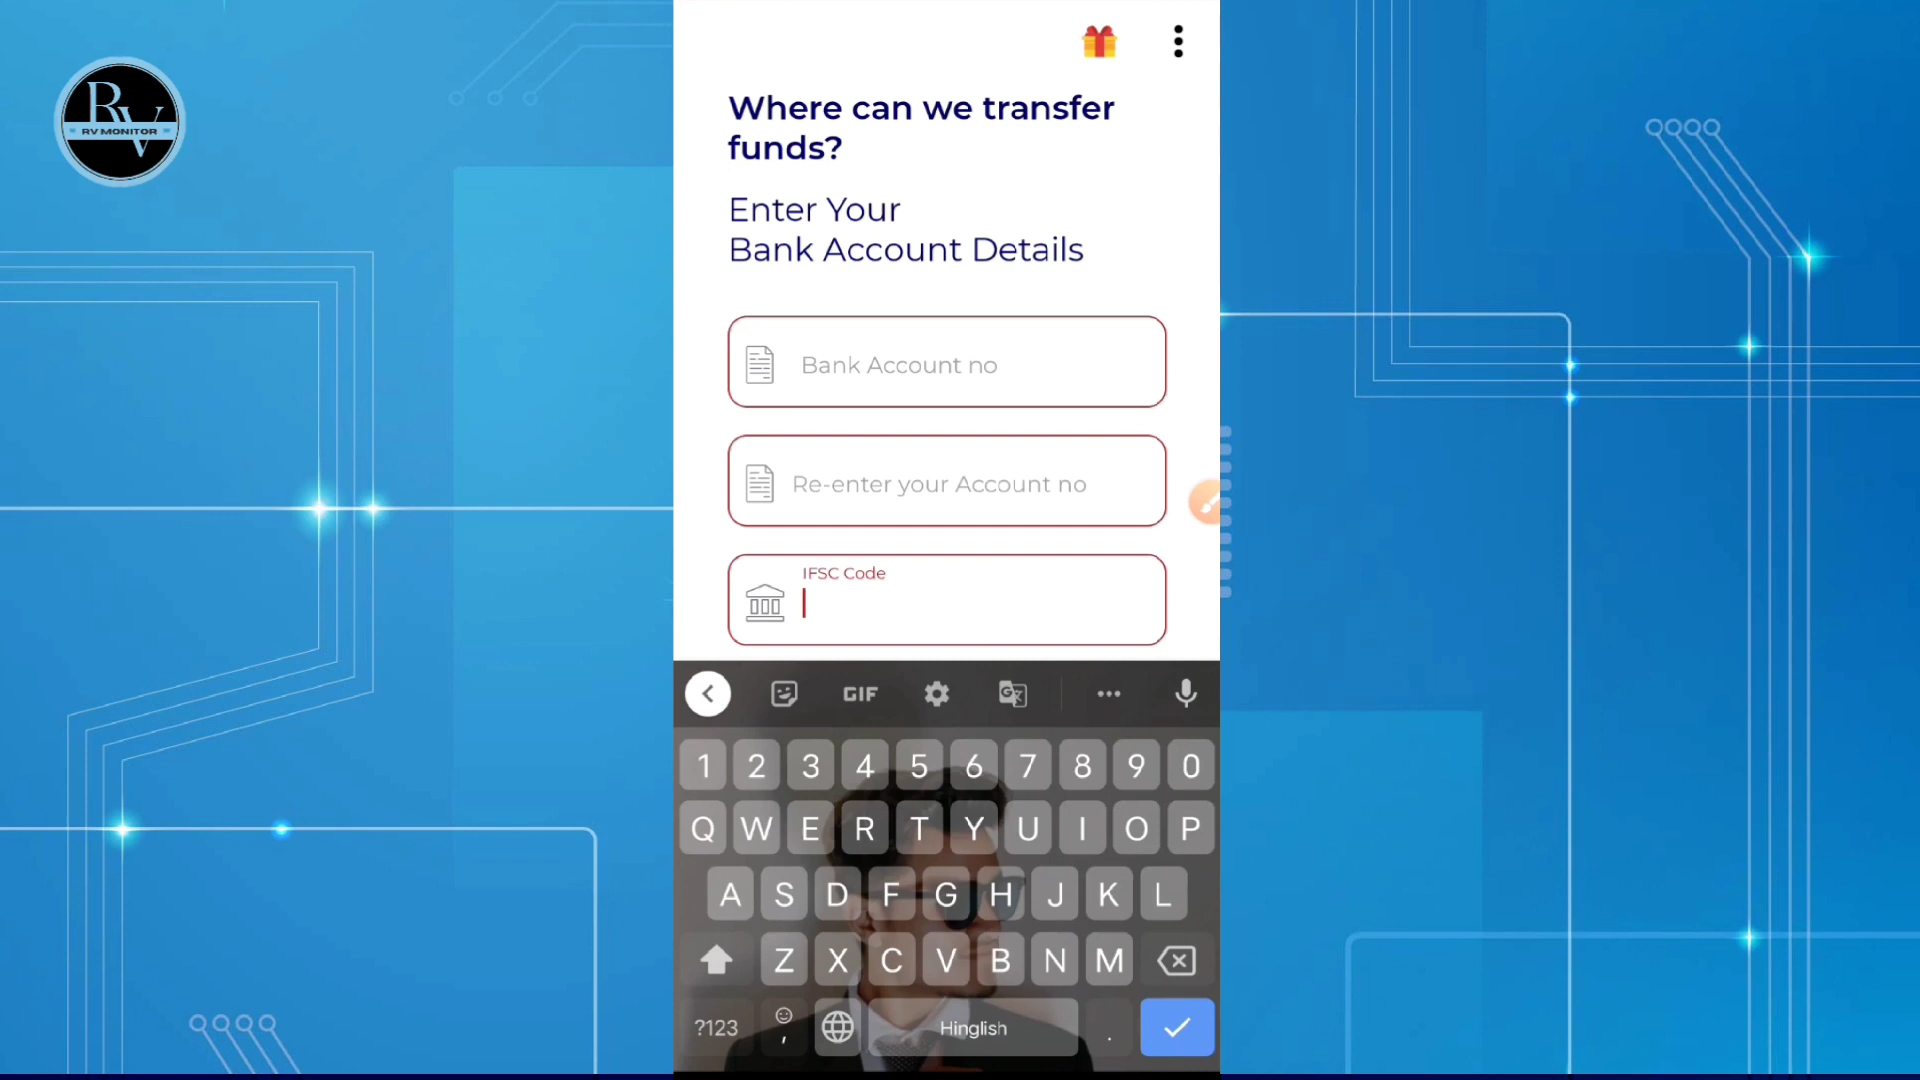 RV
RV MONITOR
Where can we transfer
funds?
Enter Your
Bank Account Details
Bank Account no
Re-enter your Account no
IFSC Code
GIF
1 2 3 4 5 6 7 8 9 0
Q W E R T Y U I O P
A S D F G H J K L
Z X C V B N M
?123 , Hinglish .